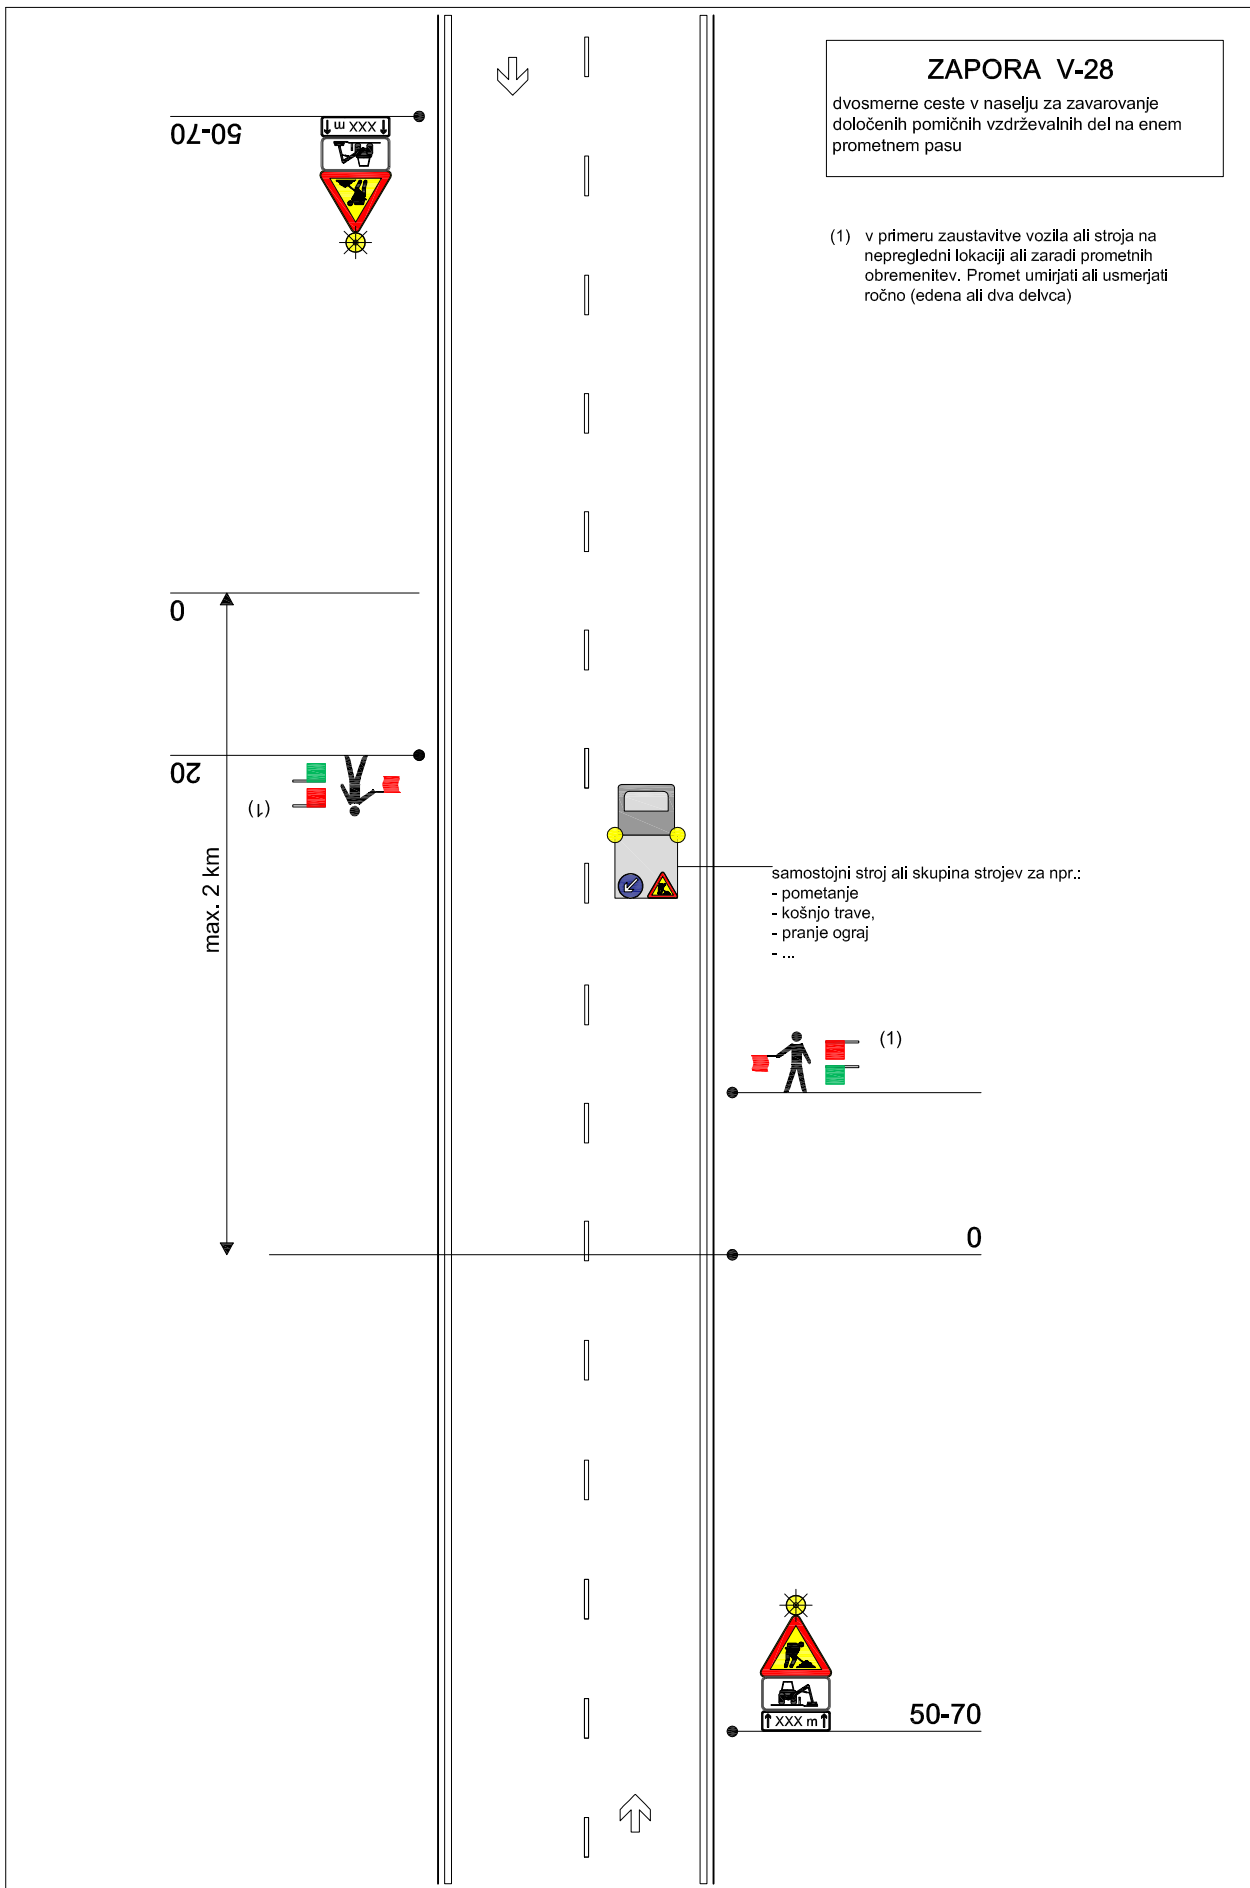 ZAPORA V-28
dvosmerne ceste v naselju za zavarovanje
določenih pomičnih vzdrževalnih del na enem
prometnem pasu
(1) v primeru zaustavitve vozila ali stroja na
nepregledni lokaciji ali zaradi prometnih
obremenitev. Promet umirjati ali usmerjati
ročno (edena ali dva delvca)
50-70
XXX m
0
20
(1)
max. 2 km
samostojni stroj ali skupina strojev za npr.:
- pometanje
- košnjo trave,
- pranje ograj
- ...
(1)
0
50-70
XXX m